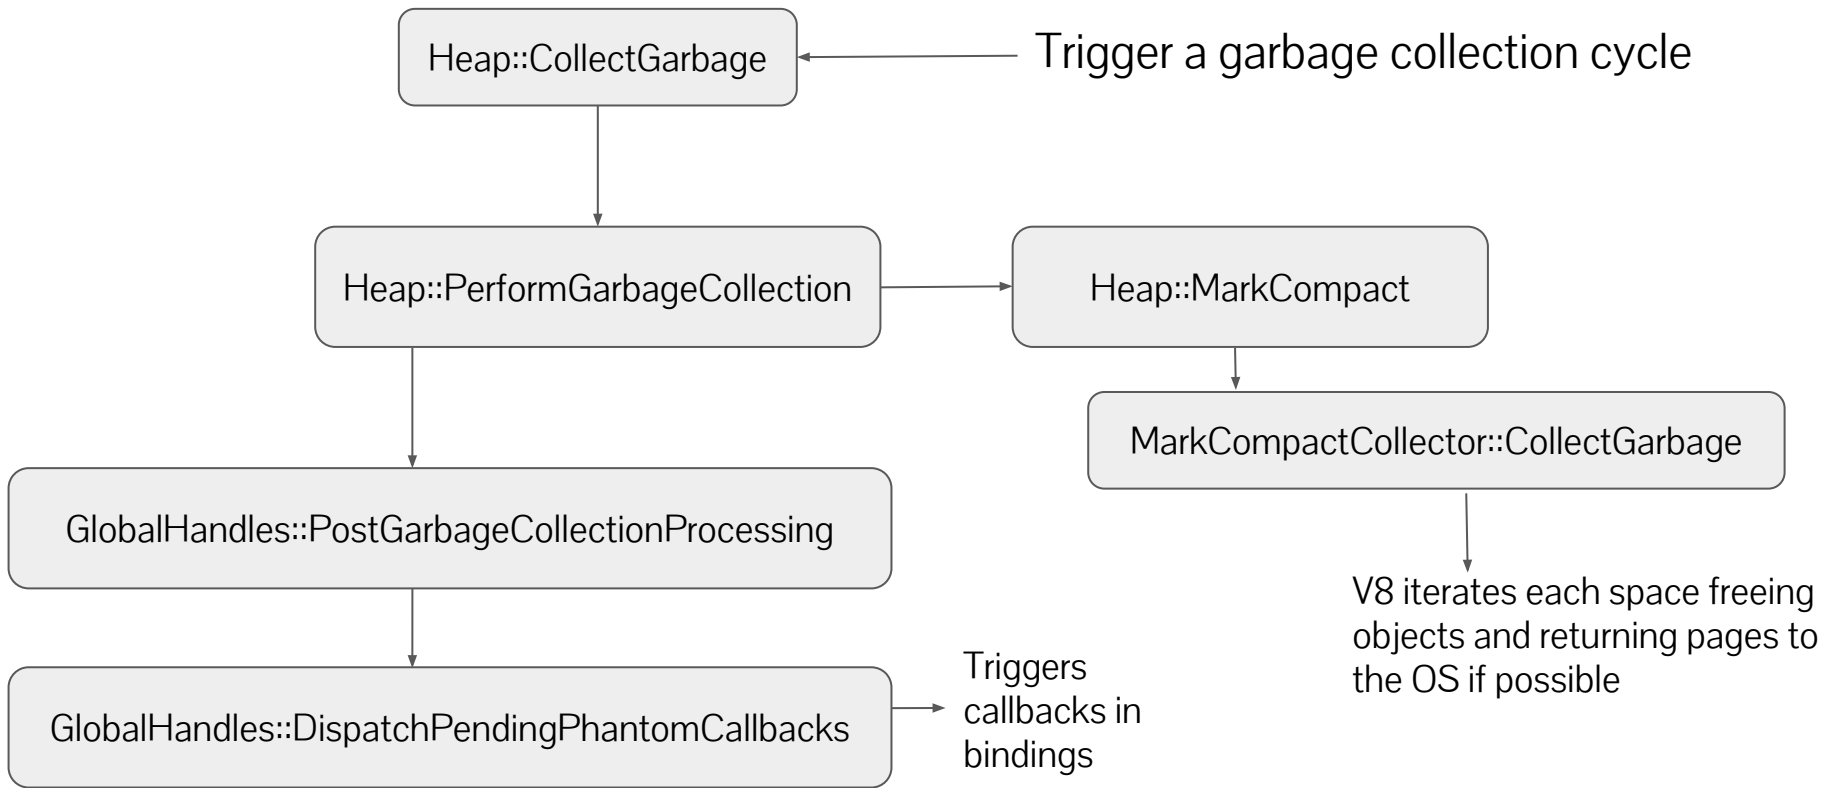 Heap::CollectGarbage
Trigger a garbage collection cycle
Heap::PerformGarbageCollection
Heap::MarkCompact
MarkCompactCollector::CollectGarbage
GlobalHandles::PostGarbageCollectionProcessing
V8 iterates each space freeing
objects and returning pages to
the OS if possible
GlobalHandles::DispatchPendingPhantomCallbacks
Triggers
callbacks in
bindings